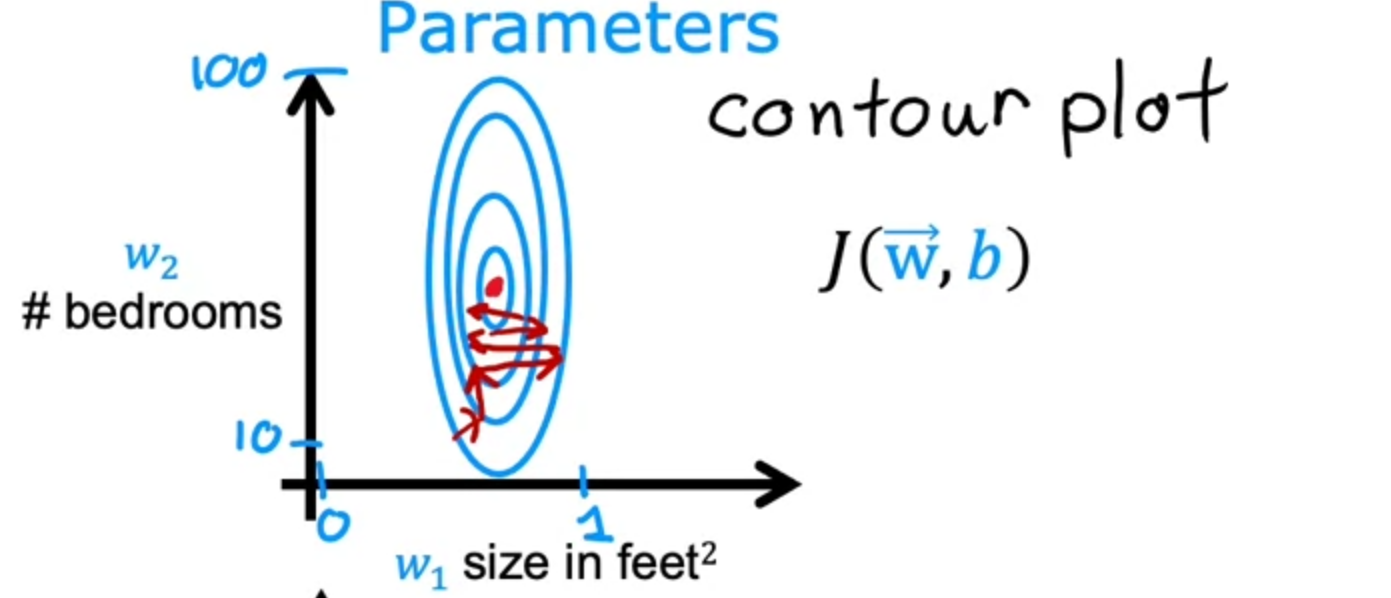 Parameters
100
contour plot
w₂
# bedrooms
J(w⃗, b)
10
0
1
w₁ size in feet²